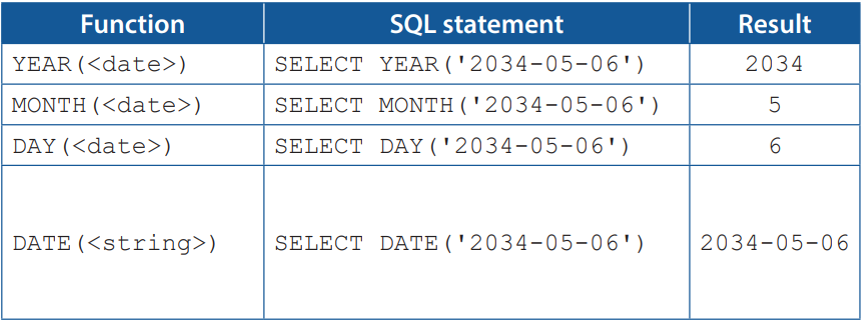 Function SQL statement Result
YEAR(<date>) SELECT YEAR('2034-05-06') 2034
MONTH(<date>) SELECT MONTH('2034-05-06') 5
DAY(<date>) SELECT DAY('2034-05-06') 6
DATE(<string>) SELECT DATE('2034-05-06') 2034-05-06